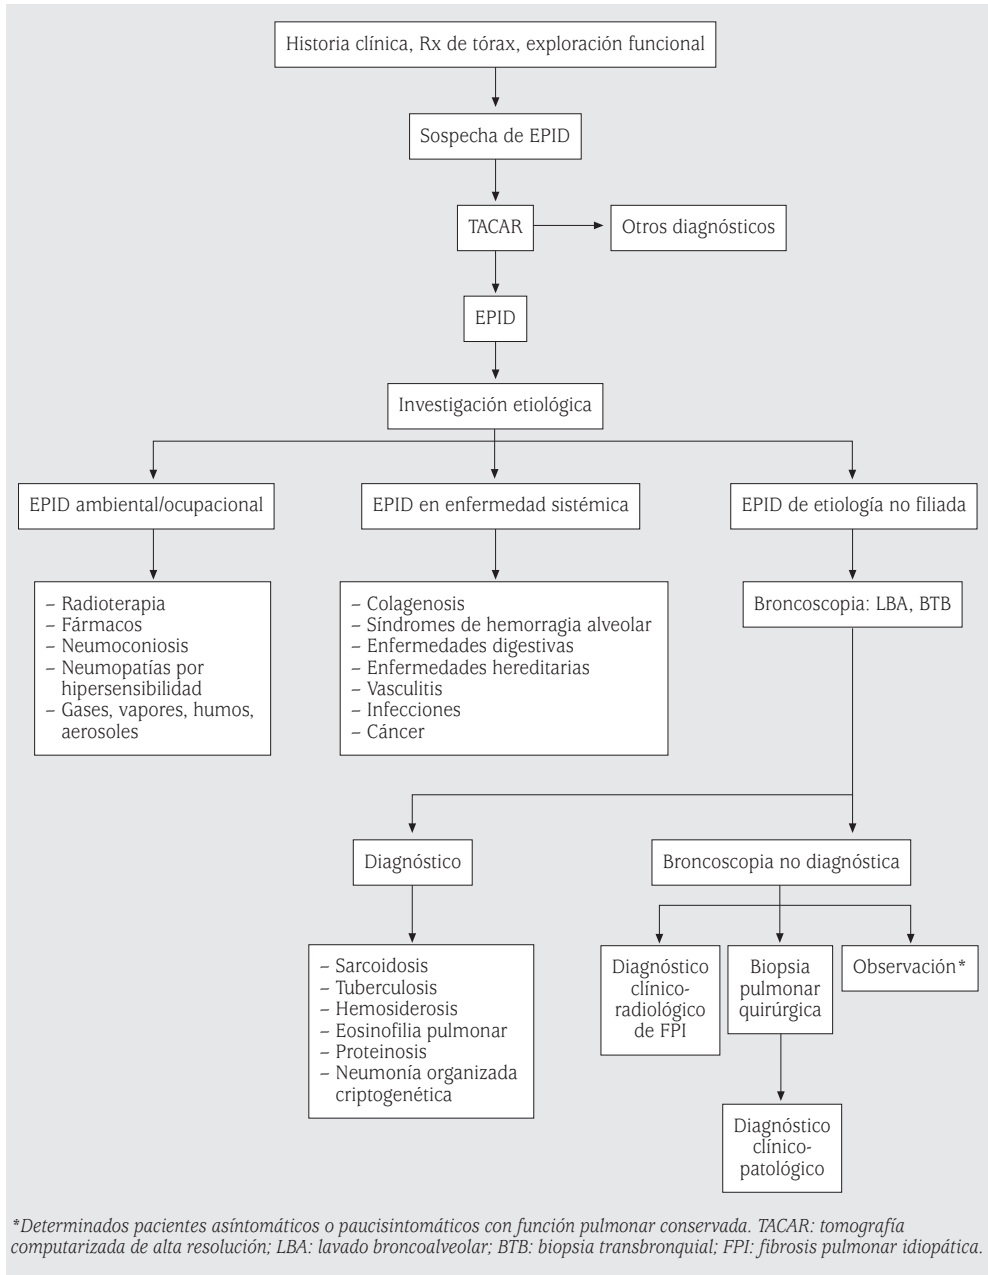 Historia clínica, Rx de tórax, exploración funcional
Sospecha de EPID
TACAR
Otros diagnósticos
EPID
Investigación etiológica
EPID ambiental/ocupacional
EPID en enfermedad sistémica
EPID de etiología no filiada
– Radioterapia
– Fármacos
– Neumoconiosis
– Neumopatías por
hipersensibilidad
– Gases, vapores, humos,
aerosoles
– Colagenosis
– Síndromes de hemorragia alveolar
– Enfermedades digestivas
– Enfermedades hereditarias
– Vasculitis
– Infecciones
– Cáncer
Broncoscopia: LBA, BTB
Diagnóstico
Broncoscopia no diagnóstica
– Sarcoidosis
– Tuberculosis
– Hemosiderosis
– Eosinofilia pulmonar
– Proteinosis
– Neumonía organizada
criptogenética
Diagnóstico
clínico-
radiológico
de FPI
Biopsia
pulmonar
quirúrgica
Observación*
Diagnóstico
clínico-
patológico
*Determinados pacientes asíntomáticos o paucisintomáticos con función pulmonar conservada. TACAR: tomografía
computarizada de alta resolución; LBA: lavado broncoalveolar; BTB: biopsia transbronquial; FPI: fibrosis pulmonar idiopática.